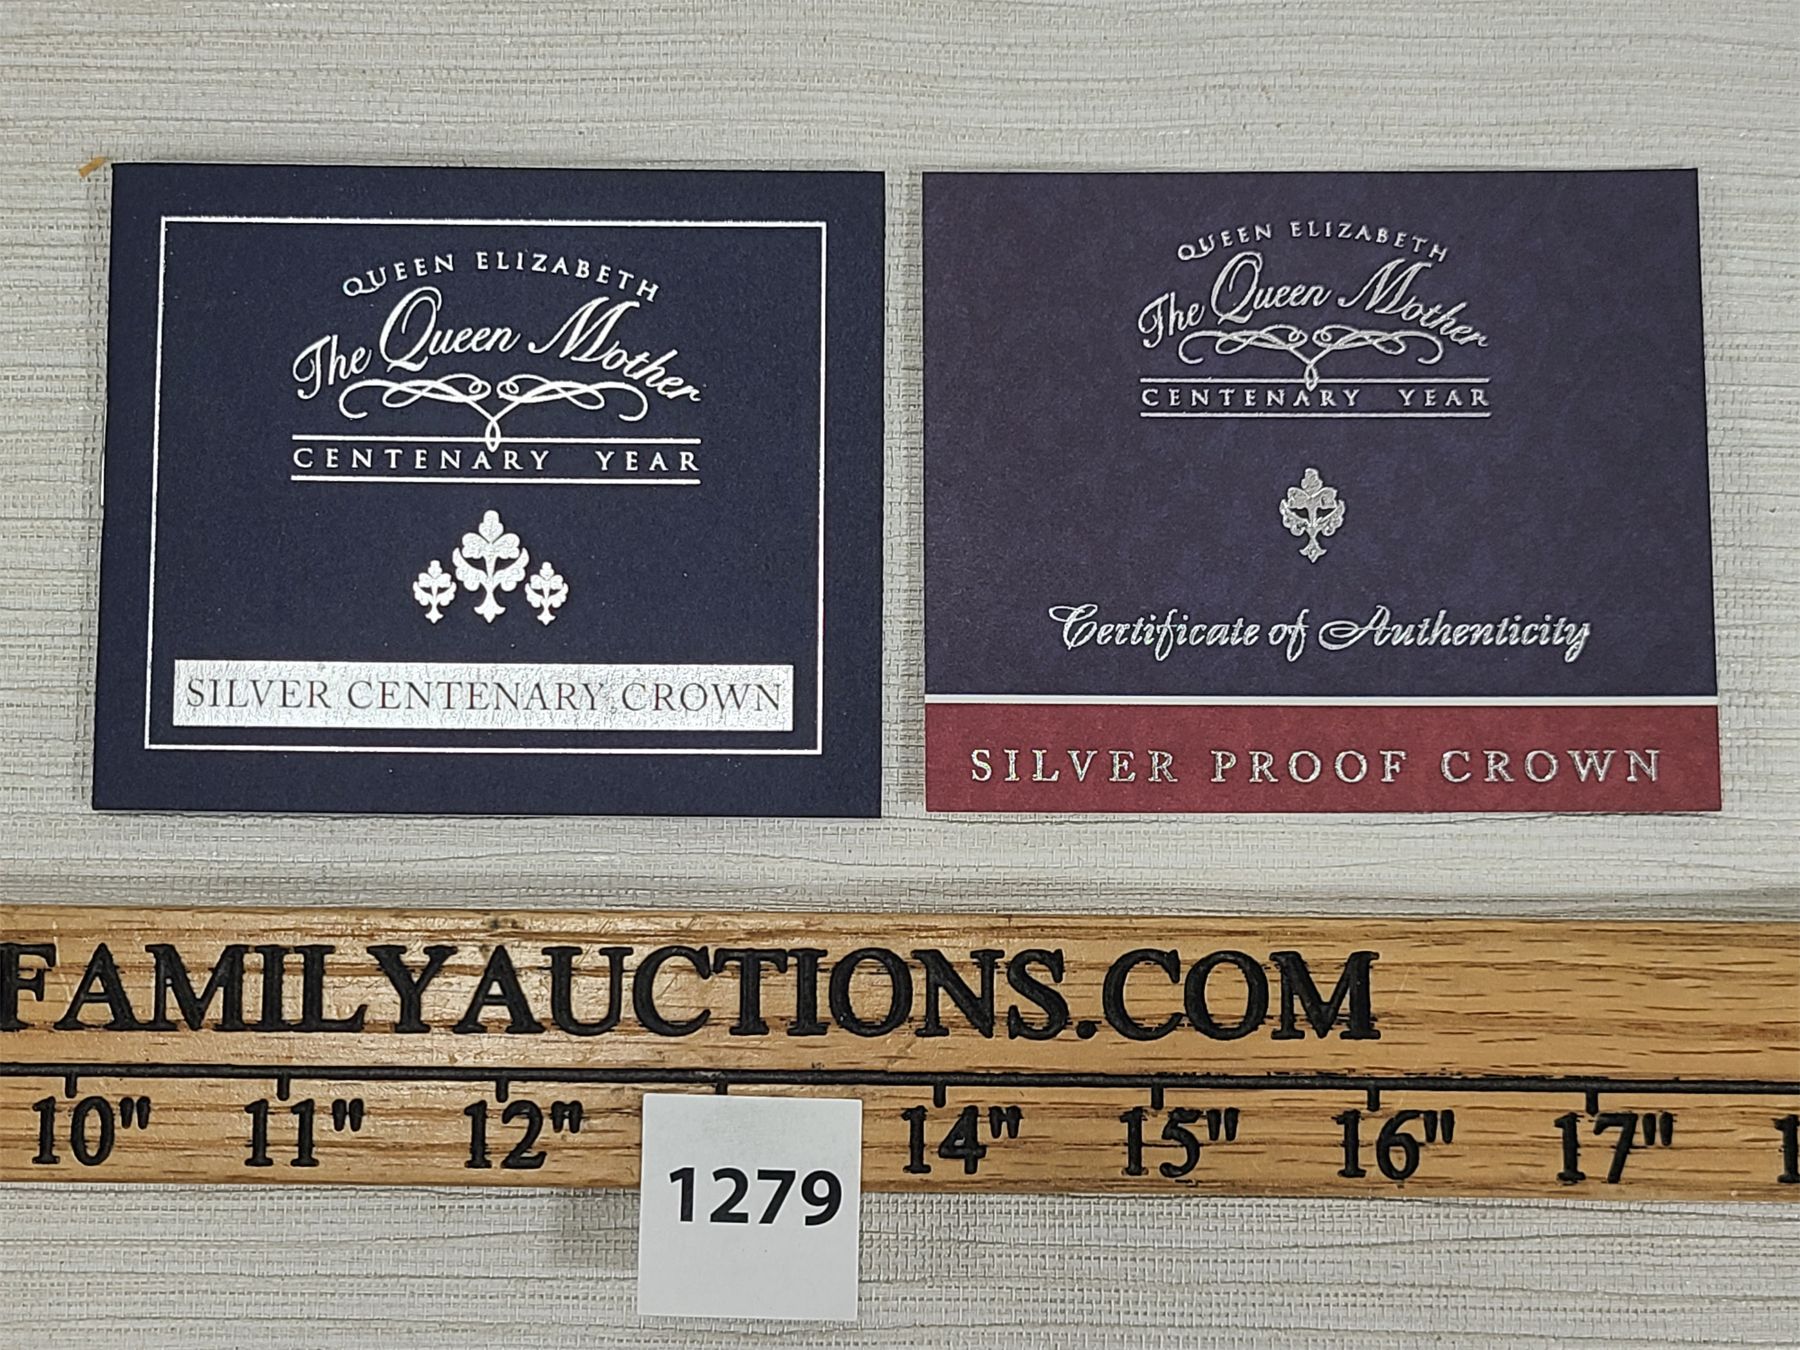 QUEEN ELIZABETH
The Queen Mother
CENTENARY YEAR
SILVER CENTENARY CROWN
QUEEN ELIZABETH
The Queen Mother
CENTENARY YEAR
Certificate of Authenticity
SILVER PROOF CROWN
FAMILYAUCTIONS.COM
10" 11" 12" 14" 15" 16" 17"
1279